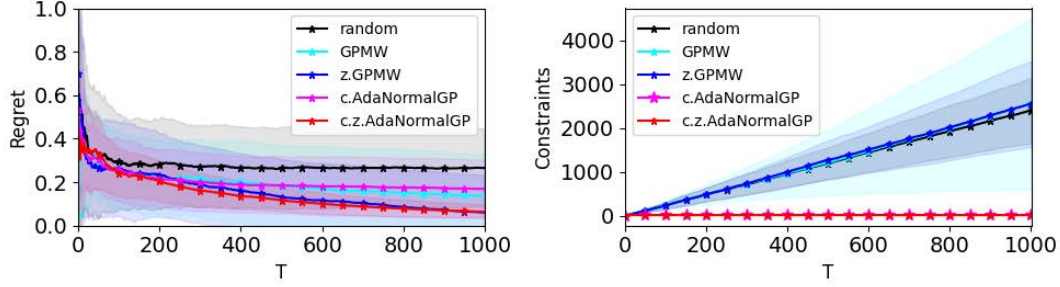 1.0
0.8
0.6
0.4
0.2
0.0
Regret
0
200
400
600
800
1000
T
random
GPMW
z.GPMW
c.AdaNormalGP
c.z.AdaNormalGP
4000
3000
2000
1000
0
Constraints
0
200
400
600
800
1000
T
random
GPMW
z.GPMW
c.AdaNormalGP
c.z.AdaNormalGP